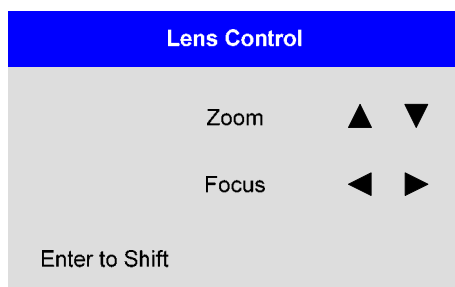 Lens Control
Zoom ▲ ▼
Focus ◀ ▶
Enter to Shift